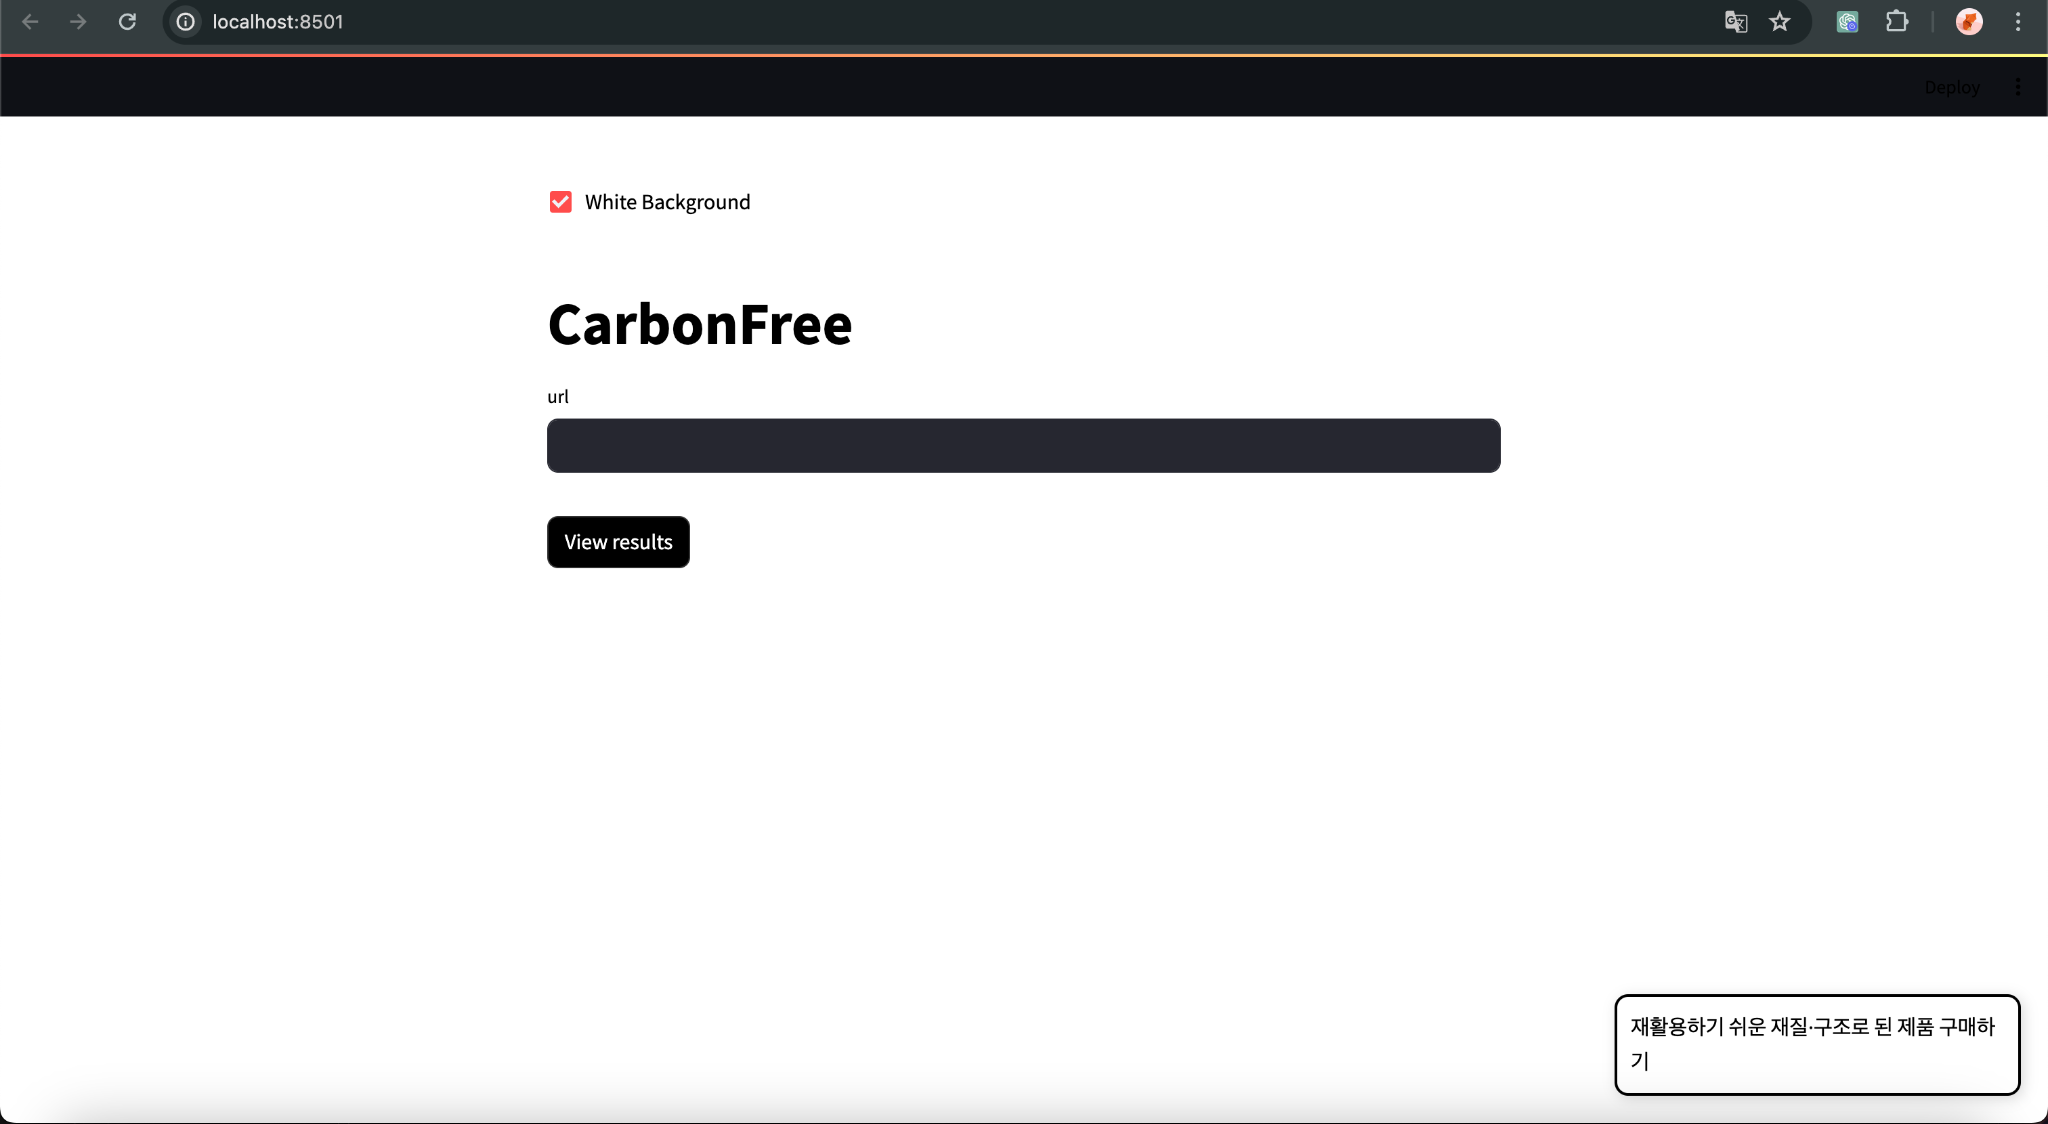 localhost:8501
Deploy
White Background
CarbonFree
url
View results
재활용하기 쉬운 재질·구조로 된 제품 구매하
기